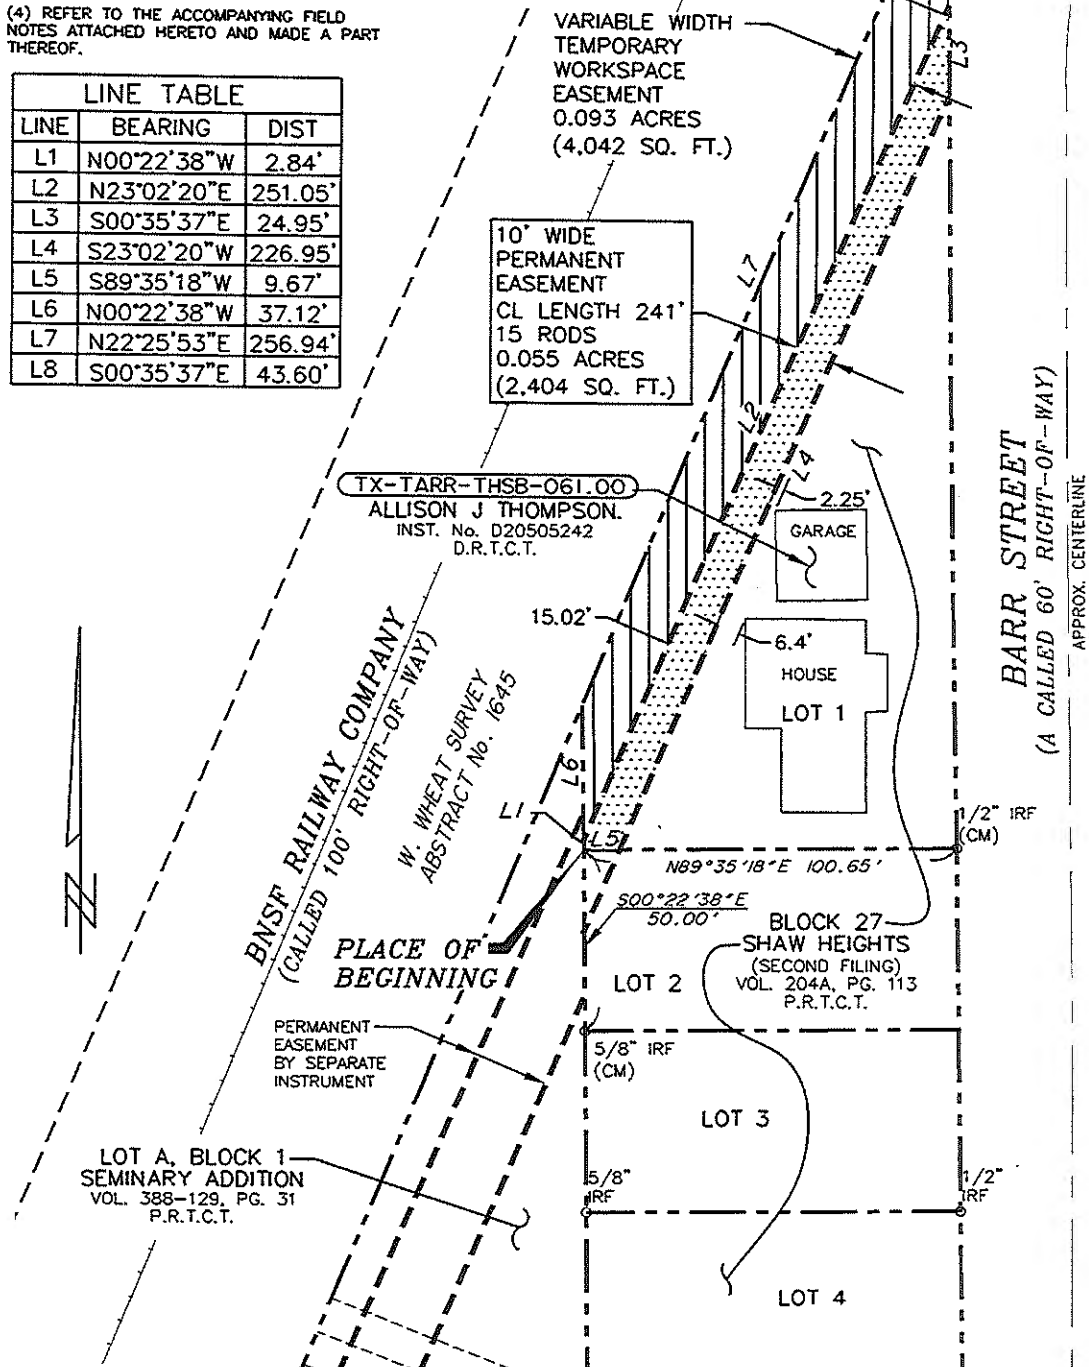 (4) REFER TO THE ACCOMPANYING FIELD
NOTES ATTACHED HERETO AND MADE A PART
THEREOF.
LINE TABLE
LINE BEARING DIST
L1 N00°22'38"W 2.84'
L2 N23°02'20"E 251.05'
L3 S00°35'37"E 24.95'
L4 S23°02'20"W 226.95'
L5 S89°35'18"W 9.67'
L6 N00°22'38"W 37.12'
L7 N22°25'53"E 256.94'
L8 S00°35'37"E 43.60'
VARIABLE WIDTH
TEMPORARY
WORKSPACE
EASEMENT
0.093 ACRES
(4,042 SQ. FT.)
L3
10' WIDE
PERMANENT
EASEMENT
CL LENGTH 241'
15 RODS
0.055 ACRES
(2,404 SQ. FT.)
L7
L2
L4
TX-TARR-THSB-061.00
ALLISON J THOMPSON.
INST. No. D20505242
D.R.T.C.T.
2.25'
GARAGE
15.02'
6.4'
HOUSE
LOT 1
BARR STREET
(A CALLED 60' RIGHT-OF-WAY)
APPROX. CENTERLINE
BNSF RAILWAY COMPANY
(CALLED 100' RIGHT-OF-WAY)
W. WHEAT SURVEY
ABSTRACT No. 1645
N
L6
L1
L5
1/2" IRF
(CM)
N89°35'18"E 100.65'
S00°22'38"E
50.00'
PLACE OF
BEGINNING
BLOCK 27
SHAW HEIGHTS
(SECOND FILING)
VOL. 204A, PG. 113
P.R.T.C.T.
LOT 2
PERMANENT
EASEMENT
BY SEPARATE
INSTRUMENT
5/8" IRF
(CM)
LOT 3
LOT A, BLOCK 1
SEMINARY ADDITION
VOL. 388-129, PG. 31
P.R.T.C.T.
5/8"
IRF
1/2"
IRF
LOT 4